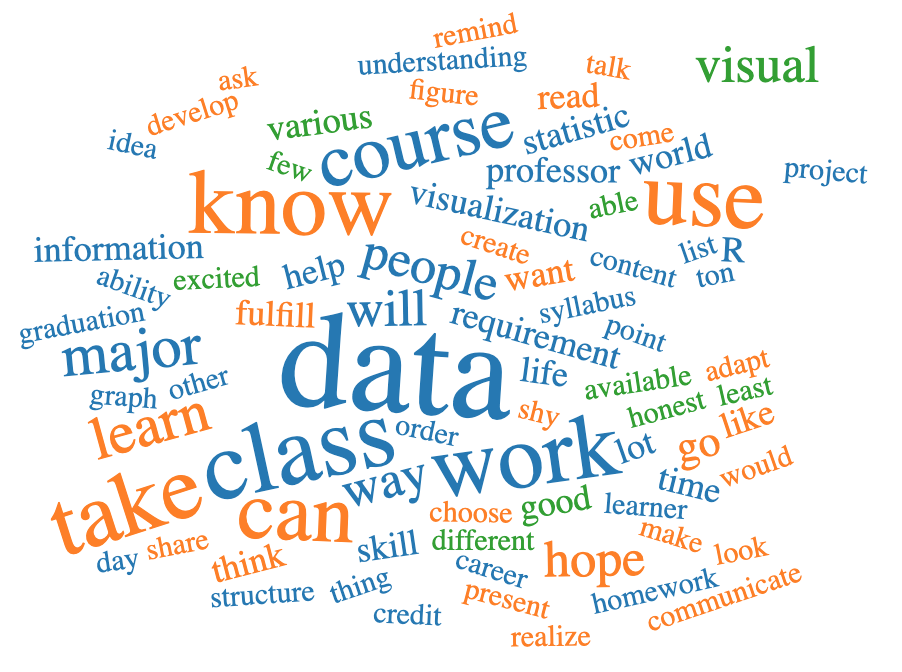 remind
understanding
talk
visual
ask
figure
read
develop
various
course
statistic
come
idea
few
professor
world
project
know
visualization
able
use
information
create
list
R
ability
excited
help
people
want
content
ton
graduation
fulfill
will
syllabus
major
requirement
point
data
life
graph
other
available
adapt
learn
shy
honest
least
class
order
work
lot
go
like
take
way
time
would
can
choose
good
learner
day
share
think
skill
different
hope
make
look
structure
thing
career
present
homework
communicate
credit
realize